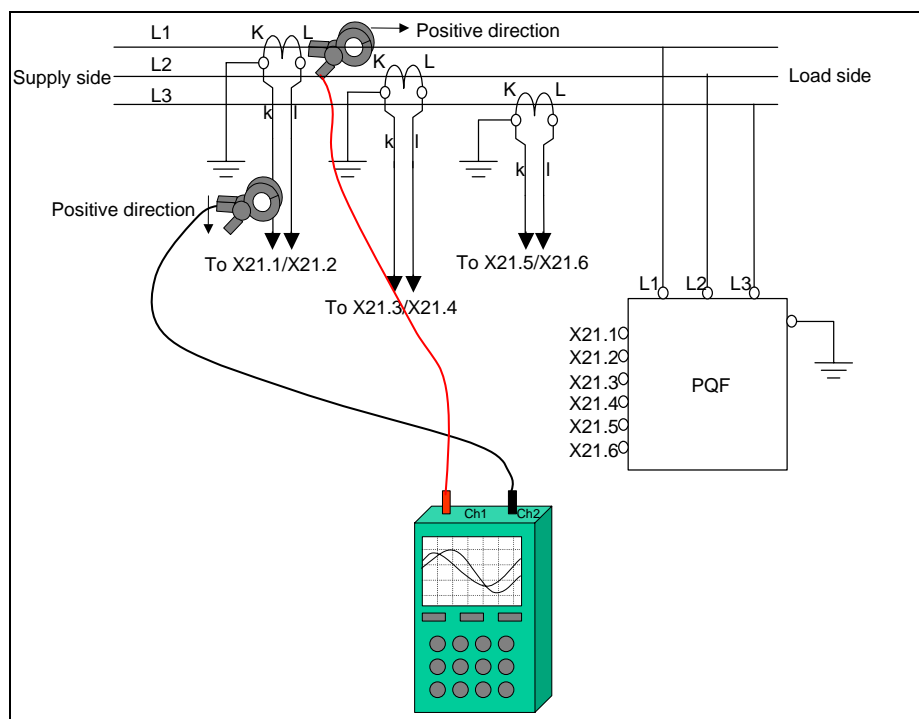 L1
K
L
Positive direction
Supply side
L2
K
L
Load side
L3
K
L
k
l
k
l
k
l
Positive direction
To X21.1/X21.2
To X21.5/X21.6
To X21.3/X21.4
L1
L2
L3
X21.1
X21.2
X21.3
X21.4
X21.5
X21.6
PQF
Ch1
Ch2